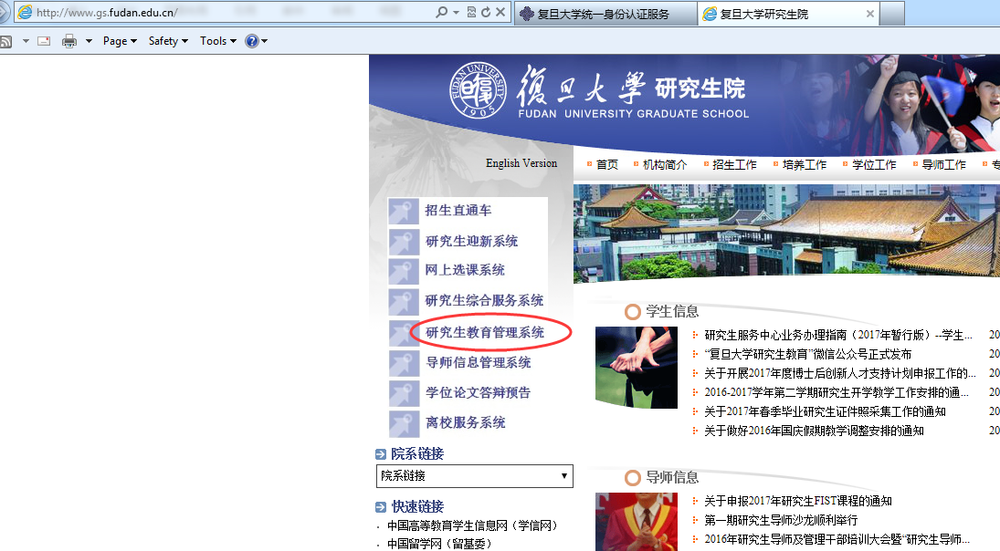 http://www.gs.fudan.edu.cn/
复旦大学统一身份认证服务
复旦大学研究生院
Page
Safety
Tools
FUDAN UNIVERSITY
1905
復旦大學 研究生院
FUDAN UNIVERSITY GRADUATE SCHOOL
English Version
首页
机构简介
招生工作
培养工作
学位工作
导师工作
招生直通车
研究生迎新系统
网上选课系统
研究生综合服务系统
研究生教育管理系统
导师信息管理系统
学位论文答辩预告
离校服务系统
院系链接
院系链接
快速链接
中国高等教育学生信息网（学信网）
中国留学网（留基委）
学生信息
研究生服务中心业务办理指南（2017年暂行版）--学生... 20
“复旦大学研究生教育”微信公众号正式发布 20
关于开展2017年度博士后创新人才支持计划申报工作的... 20
2016-2017学年第二学期研究生开学教学工作安排的通... 20
关于2017年春季毕业研究生证件照采集工作的通知 20
关于做好2016年国庆假期教学调整安排的通知 20
导师信息
关于申报2017年研究生FIST课程的通知
第一期研究生导师沙龙顺利举行
2016年研究生导师及管理干部培训大会暨“研究生导师...